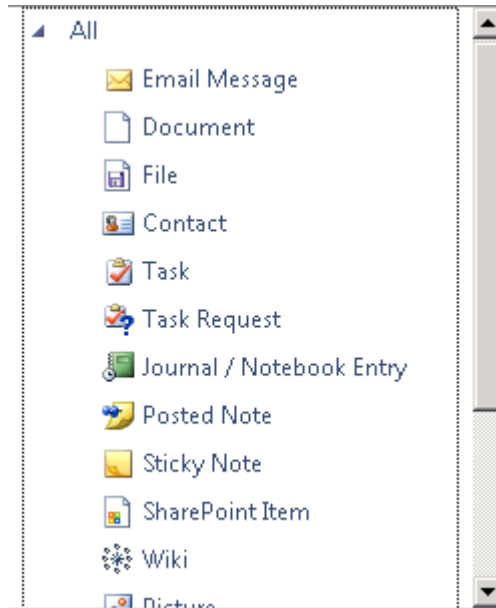 All
Email Message
Document
File
Contact
Task
Task Request
Journal / Notebook Entry
Posted Note
Sticky Note
SharePoint Item
Wiki
Picture